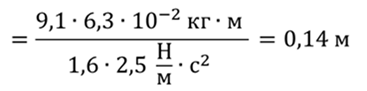 = 9,1 · 6,3 · 10⁻² кг · м / 1,6 · 2,5 Н/м · с² = 0,14 м